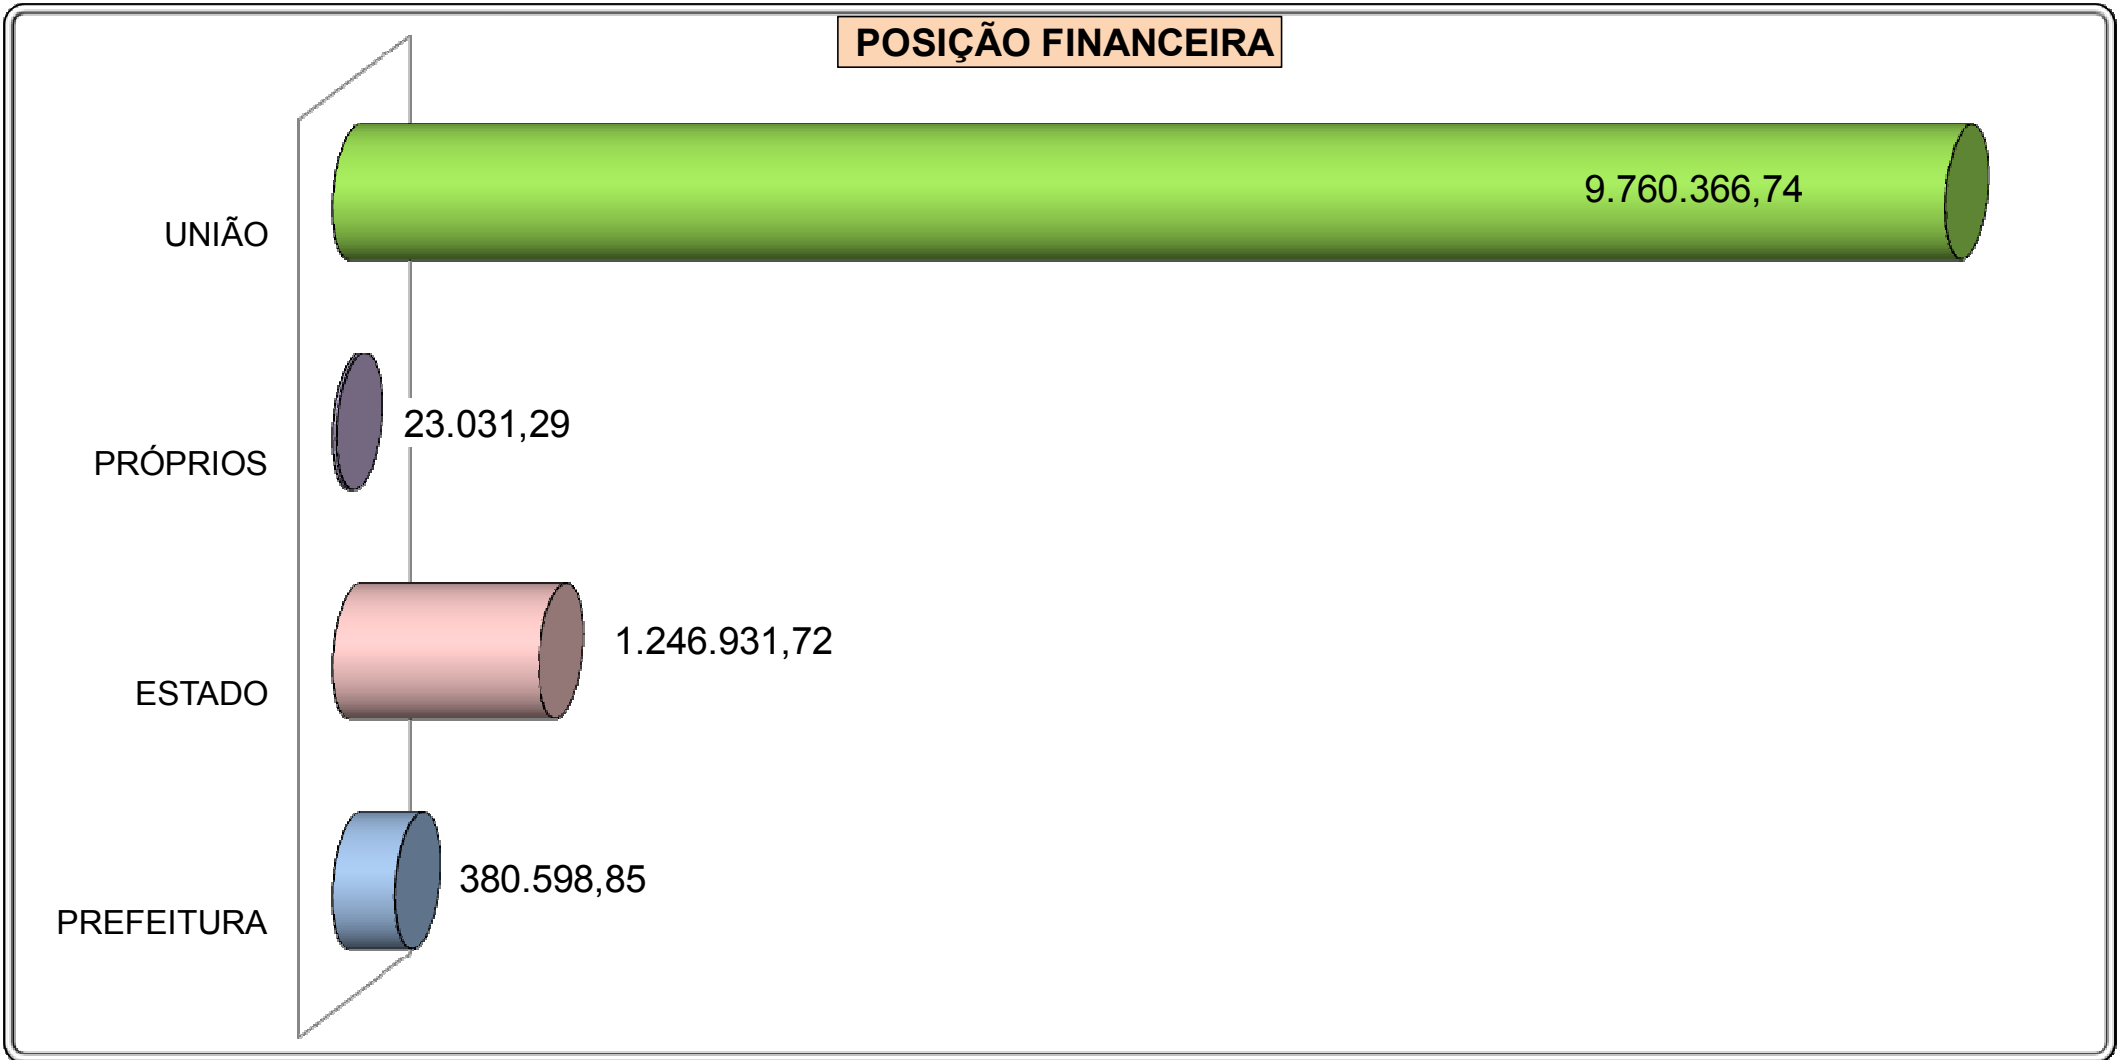 POSIÇÃO FINANCEIRA
9.760.366,74
UNIÃO
23.031,29
PRÓPRIOS
1.246.931,72
ESTADO
380.598,85
PREFEITURA